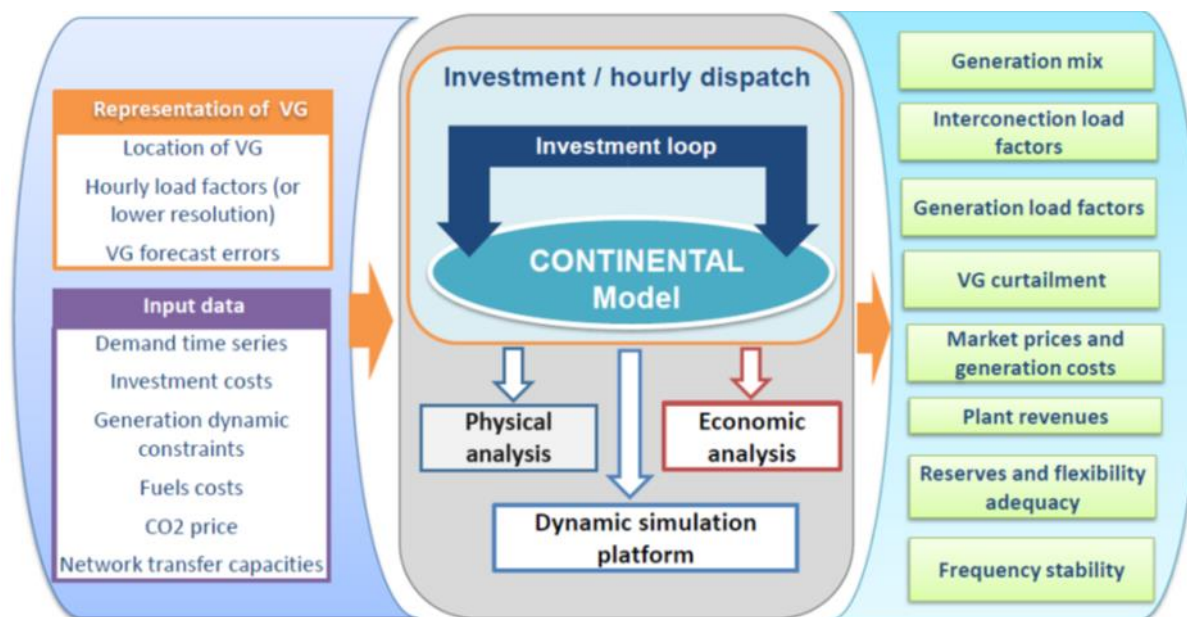 Representation of VG
Location of VG
Hourly load factors (or
lower resolution)
VG forecast errors
Input data
Demand time series
Investment costs
Generation dynamic
constraints
Fuels costs
CO2 price
Network transfer capacities
Investment / hourly dispatch
Investment loop
CONTINENTAL
Model
Physical
analysis
Economic
analysis
Dynamic simulation
platform
Generation mix
Interconection load
factors
Generation load factors
VG curtailment
Market prices and
generation costs
Plant revenues
Reserves and flexibility
adequacy
Frequency stability